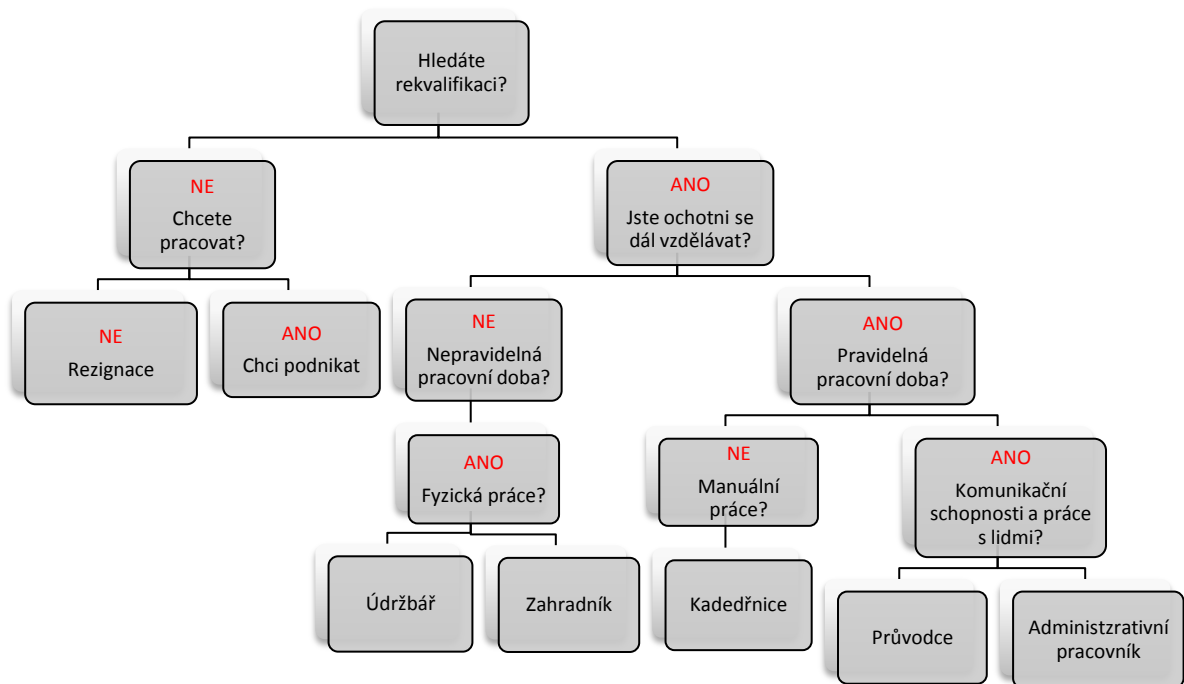 Hledáte
rekvalifikaci?
NE
Chcete
pracovat?
ANO
Jste ochotni se
dál vzdělávat?
NE
Rezignace
ANO
Chci podnikat
NE
Nepravidelná
pracovní doba?
ANO
Pravidelná
pracovní doba?
ANO
Fyzická práce?
NE
Manuální
práce?
ANO
Komunikační
schopnosti a práce
s lidmi?
Údržbář
Zahradník
Kadedřnice
Průvodce
Administzrativní
pracovník